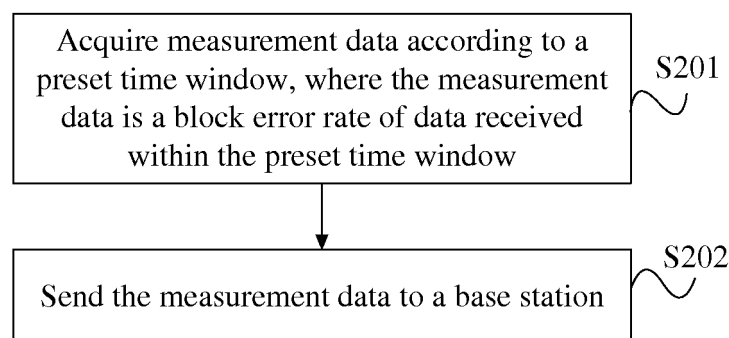 Acquire measurement data according to a
preset time window, where the measurement
data is a block error rate of data received
within the preset time window
S201
Send the measurement data to a base station
S202